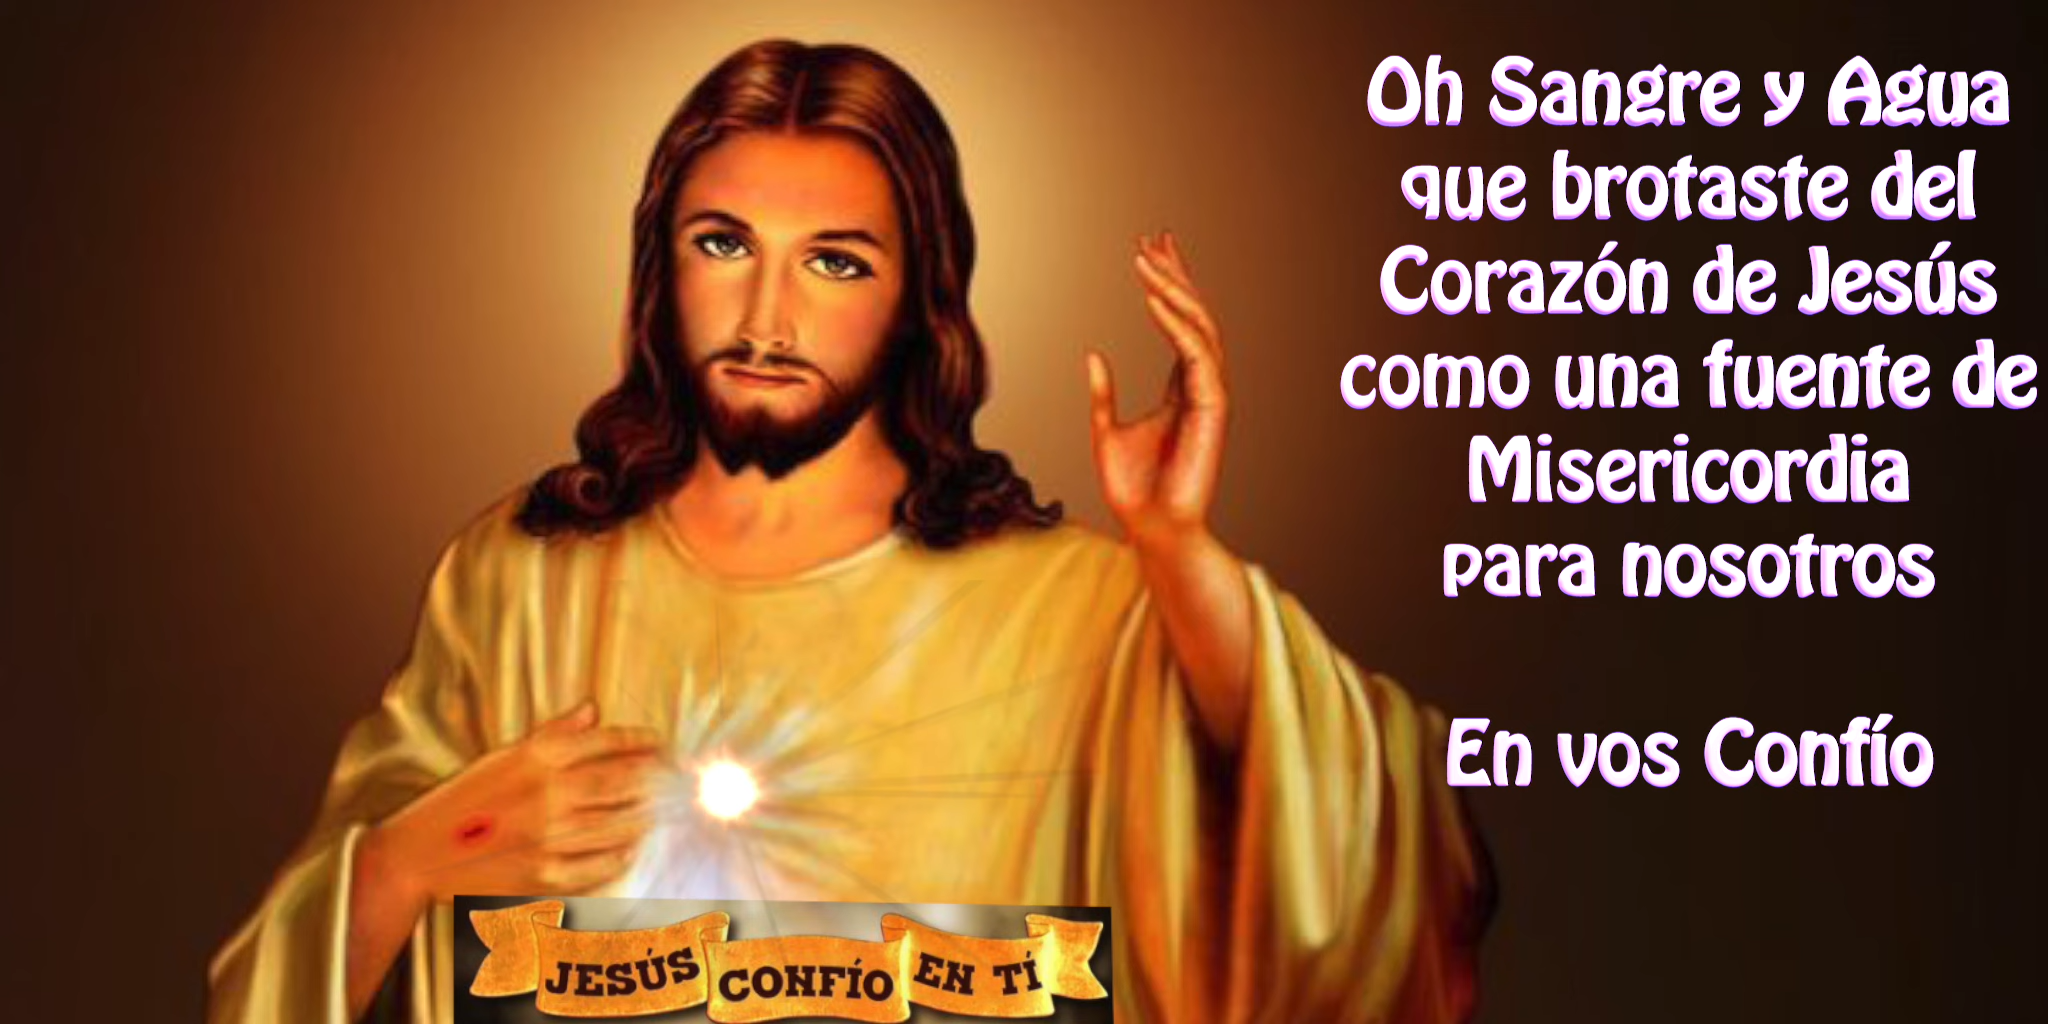 Oh Sangre y Agua
que brotaste del
Corazón de Jesús
como una fuente de
Misericordia
para nosotros
En vos Confío
JESÚS CONFÍO EN TÍ